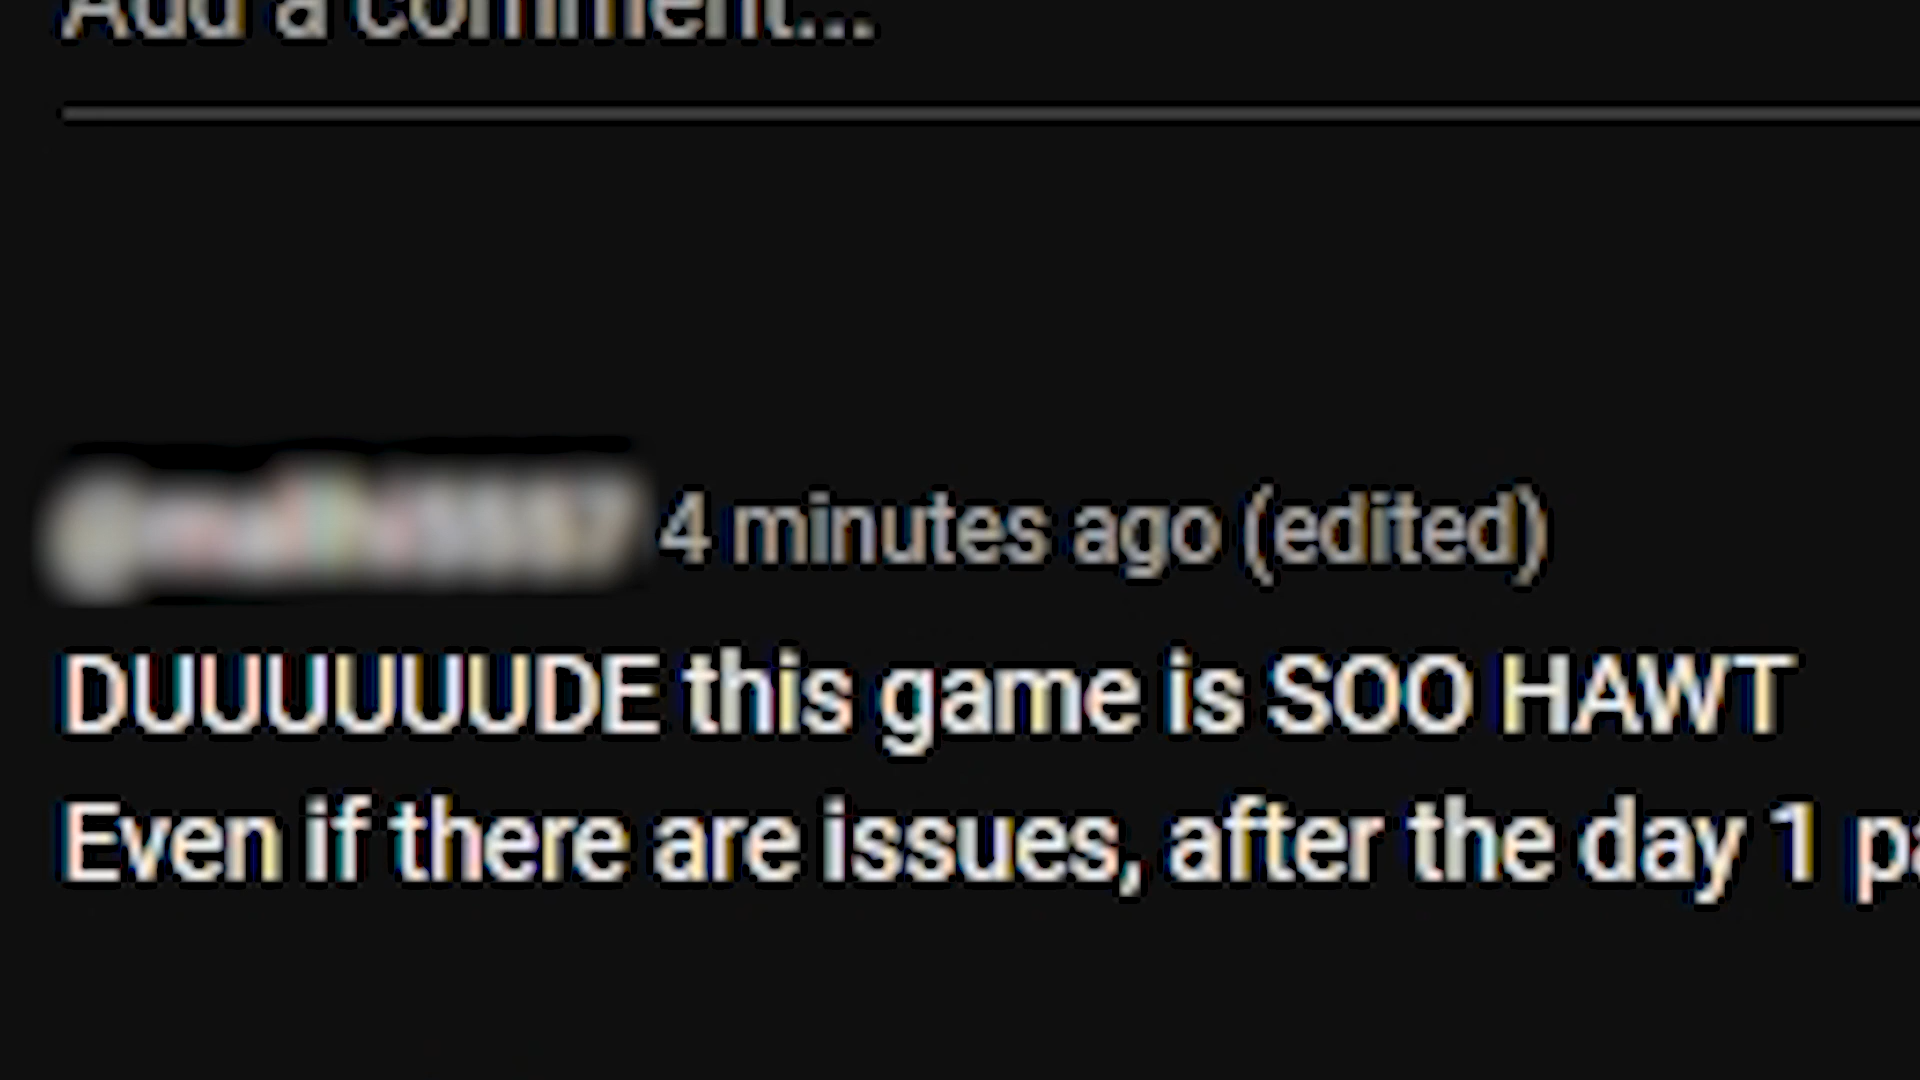 Add a comment...
4 minutes ago (edited)
DUUUUUUDE this game is SOO HAWT
Even if there are issues, after the day 1